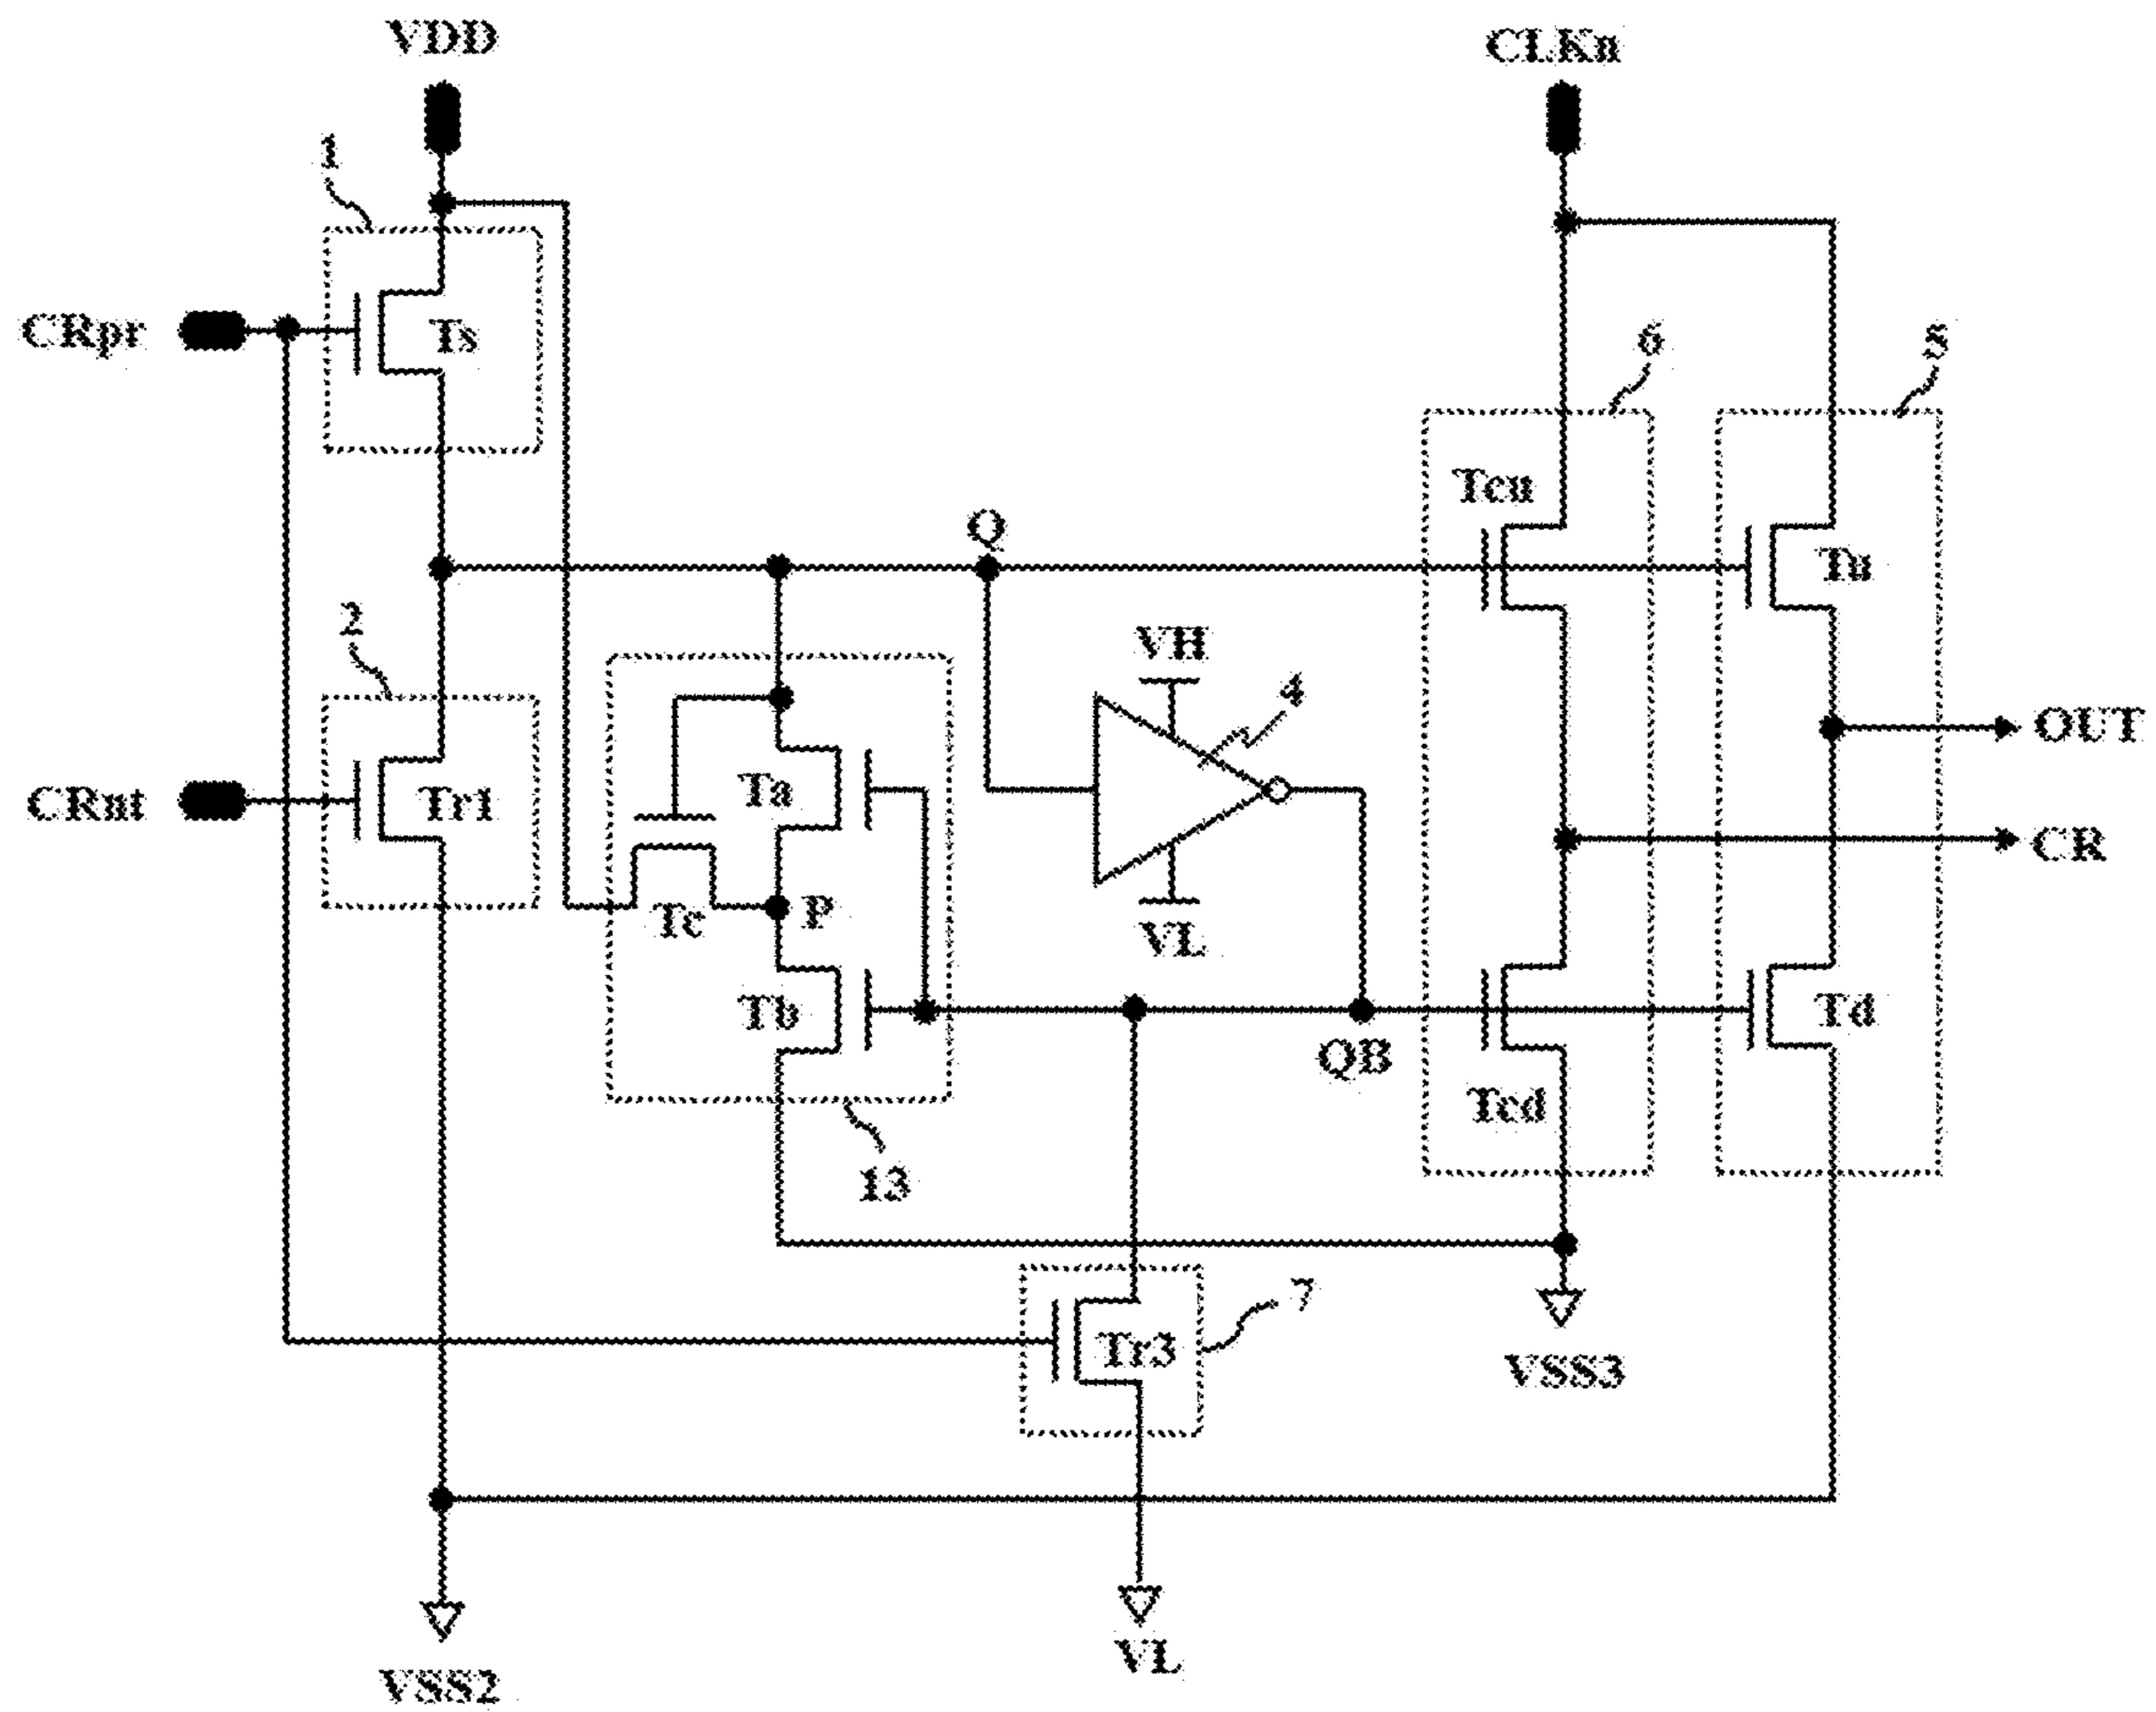 VDD
CLKn
1
CRpr
Ts
6
5
Tcu
Q
Tu
2
VH
4
CRnt
Tr1
Ta
OUT
CR
Tc
P
VL
Tb
QB
Td
Tcd
13
7
Tr3
VSS3
VL
VSS2